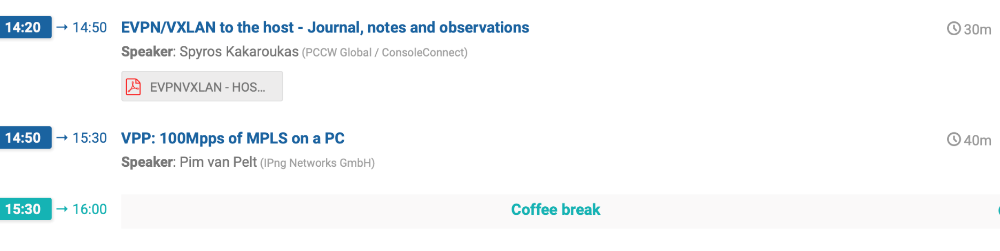 14:20 → 14:50 EVPN/VXLAN to the host - Journal, notes and observations 30m
Speaker: Spyros Kakaroukas (PCCW Global / ConsoleConnect)
EVPNVXLAN - HOS...
14:50 → 15:30 VPP: 100Mpps of MPLS on a PC 40m
Speaker: Pim van Pelt (IPng Networks GmbH)
15:30 → 16:00 Coffee break